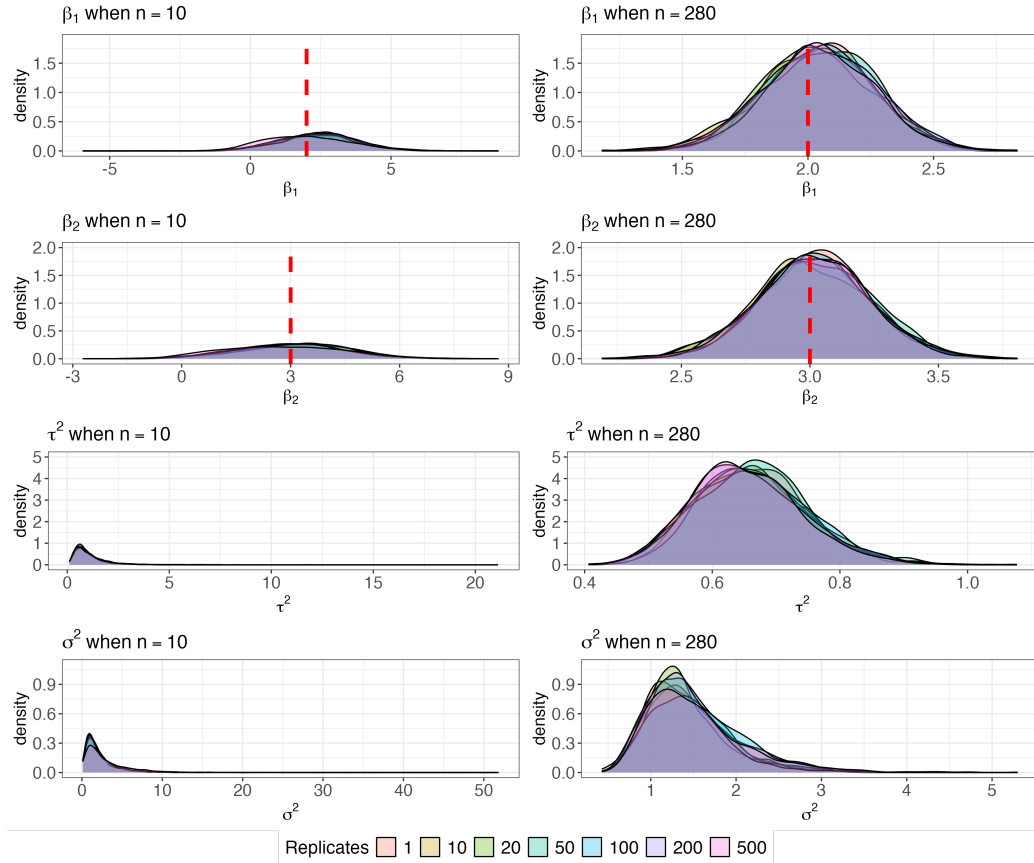 β₁ when n = 10
β₁ when n = 280
density
1.5
1.0
0.5
0.0
-5 0 5
β₁
density
1.5
1.0
0.5
0.0
1.5 2.0 2.5
β₁
β₂ when n = 10
β₂ when n = 280
density
2.0
1.5
1.0
0.5
0.0
-3 0 3 6 9
β₂
density
2.0
1.5
1.0
0.5
0.0
2.5 3.0 3.5
β₂
τ² when n = 10
τ² when n = 280
density
5
4
3
2
1
0
0 5 10 15 20
τ²
density
5
4
3
2
1
0
0.4 0.6 0.8 1.0
τ²
σ² when n = 10
σ² when n = 280
density
0.9
0.6
0.3
0.0
0 10 20 30 40 50
σ²
density
0.9
0.6
0.3
0.0
1 2 3 4 5
σ²
Replicates 1 10 20 50 100 200 500